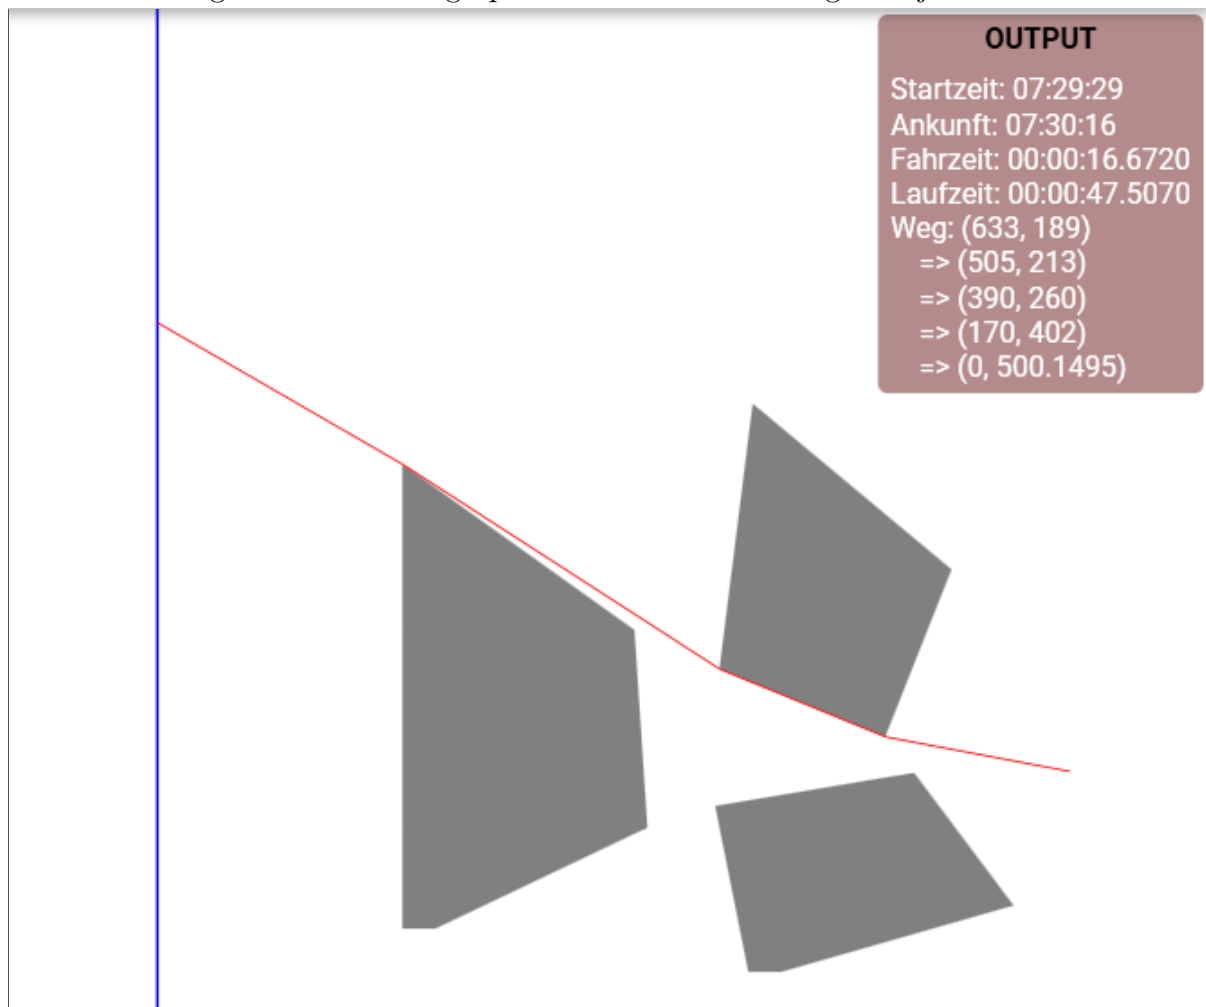 OUTPUT
Startzeit: 07:29:29
Ankunft: 07:30:16
Fahrzeit: 00:00:16.6720
Laufzeit: 00:00:47.5070
Weg: (633, 189)
=> (505, 213)
=> (390, 260)
=> (170, 402)
=> (0, 500.1495)